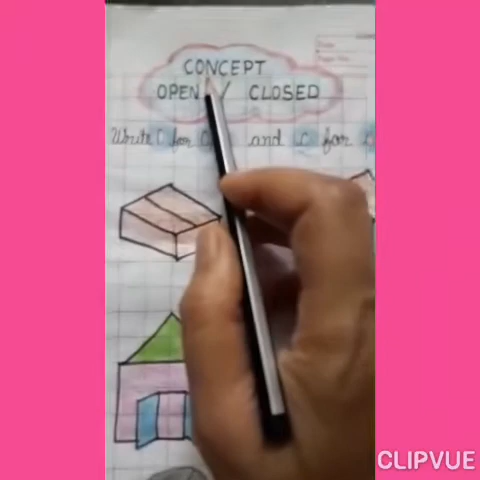 CONCEPT
OPEN / CLOSED
Write for and C for
CLIPVUE